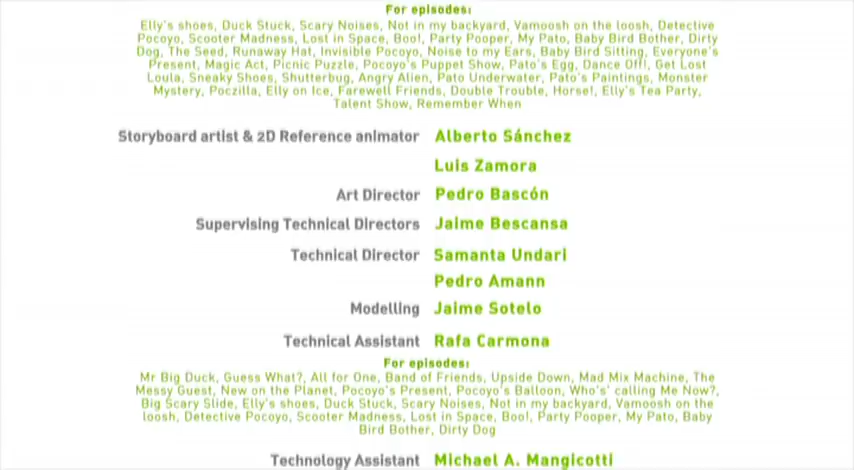 For episodes:
Elly's shoes, Duck Stuck, Scary Noises, Not in my backyard, Vamoosh on the loosh, Detective
Pocoyo, Scooter Madness, Lost in Space, Boo!, Party Pooper, My Pato, Baby Bird Bother, Dirty
Dog, The Seed, Runaway Hat, Invisible Pocoyo, Noise to my Ears, Baby Bird Sitting, Everyone's
Present, Magic Act, Picnic Puzzle, Pocoyo's Puppet Show, Pato's Egg, Dance Off!, Get Lost
Loula, Sneaky Shoes, Shutterbug, Angry Alien, Pato Underwater, Pato's Paintings, Monster
Mystery, Poczilla, Elly on Ice, Farewell Friends, Double Trouble, Horse!, Elly's Tea Party,
Talent Show, Remember When
Storyboard artist & 2D Reference animator Alberto Sánchez
Luis Zamora
Art Director Pedro Bascón
Supervising Technical Directors Jaime Bescansa
Technical Director Samanta Undari
Pedro Amann
Modelling Jaime Sotelo
Technical Assistant Rafa Carmona
For episodes:
Mr Big Duck, Guess What?, All for One, Band of Friends, Upside Down, Mad Mix Machine, The
Messy Guest, New on the Planet, Pocoyo's Present, Pocoyo's Balloon, Who's' calling Me Now?,
Big Scary Slide, Elly's shoes, Duck Stuck, Scary Noises, Not in my backyard, Vamoosh on the
loosh, Detective Pocoyo, Scooter Madness, Lost in Space, Boo!, Party Pooper, My Pato, Baby
Bird Bother, Dirty Dog
Technology Assistant Michael A. Mangicotti